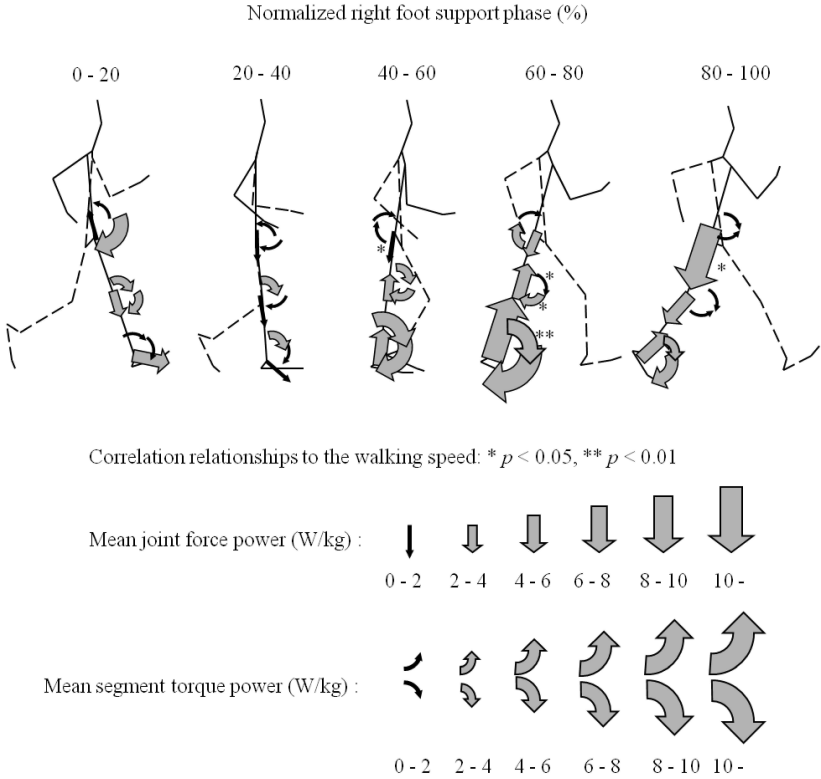 Normalized right foot support phase (%)
0 - 20 20 - 40 40 - 60 60 - 80 80 - 100
*
*
*
**
*
Correlation relationships to the walking speed: * p < 0.05, ** p < 0.01
Mean joint force power (W/kg) :
0 - 2 2 - 4 4 - 6 6 - 8 8 - 10 10 -
Mean segment torque power (W/kg) :
0 - 2 2 - 4 4 - 6 6 - 8 8 - 10 10 -